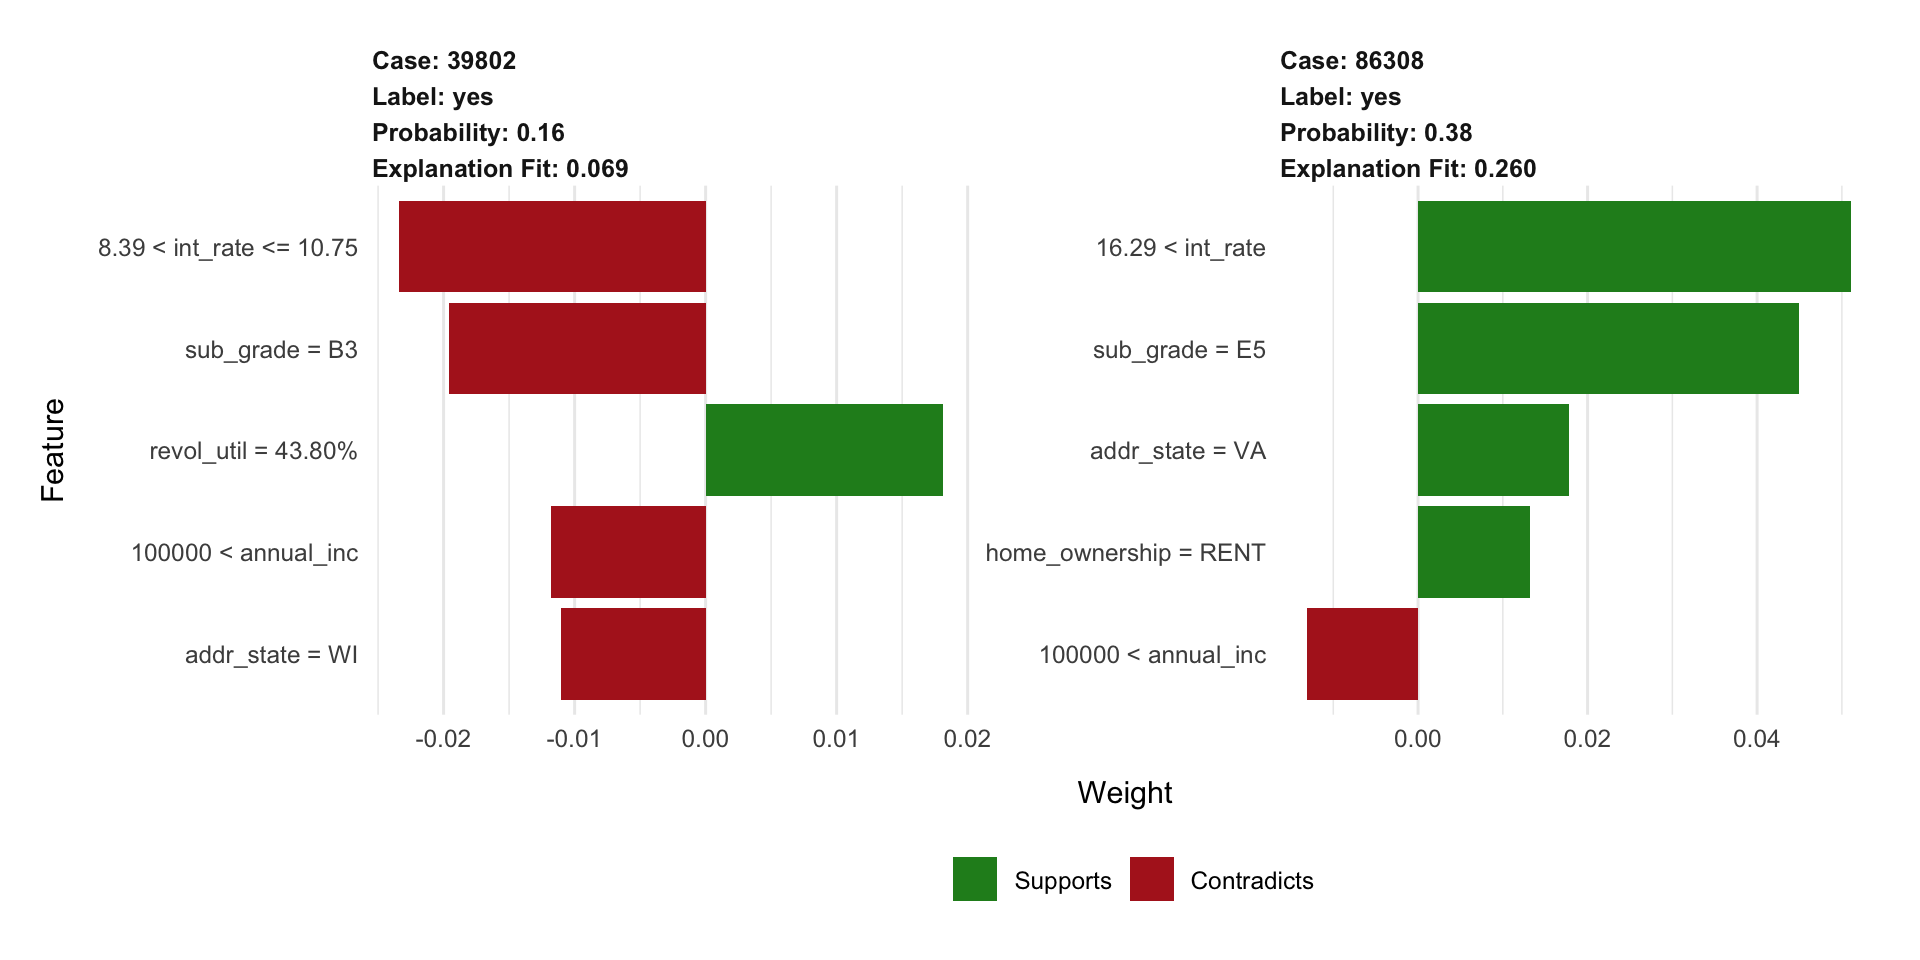 Case: 39802
Label: yes
Probability: 0.16
Explanation Fit: 0.069
8.39 < int_rate <= 10.75
sub_grade = B3
revol_util = 43.80%
100000 < annual_inc
addr_state = WI
-0.02 -0.01 0.00 0.01 0.02
Case: 86308
Label: yes
Probability: 0.38
Explanation Fit: 0.260
16.29 < int_rate
sub_grade = E5
addr_state = VA
home_ownership = RENT
100000 < annual_inc
0.00 0.02 0.04
Feature
Weight
Supports Contradicts